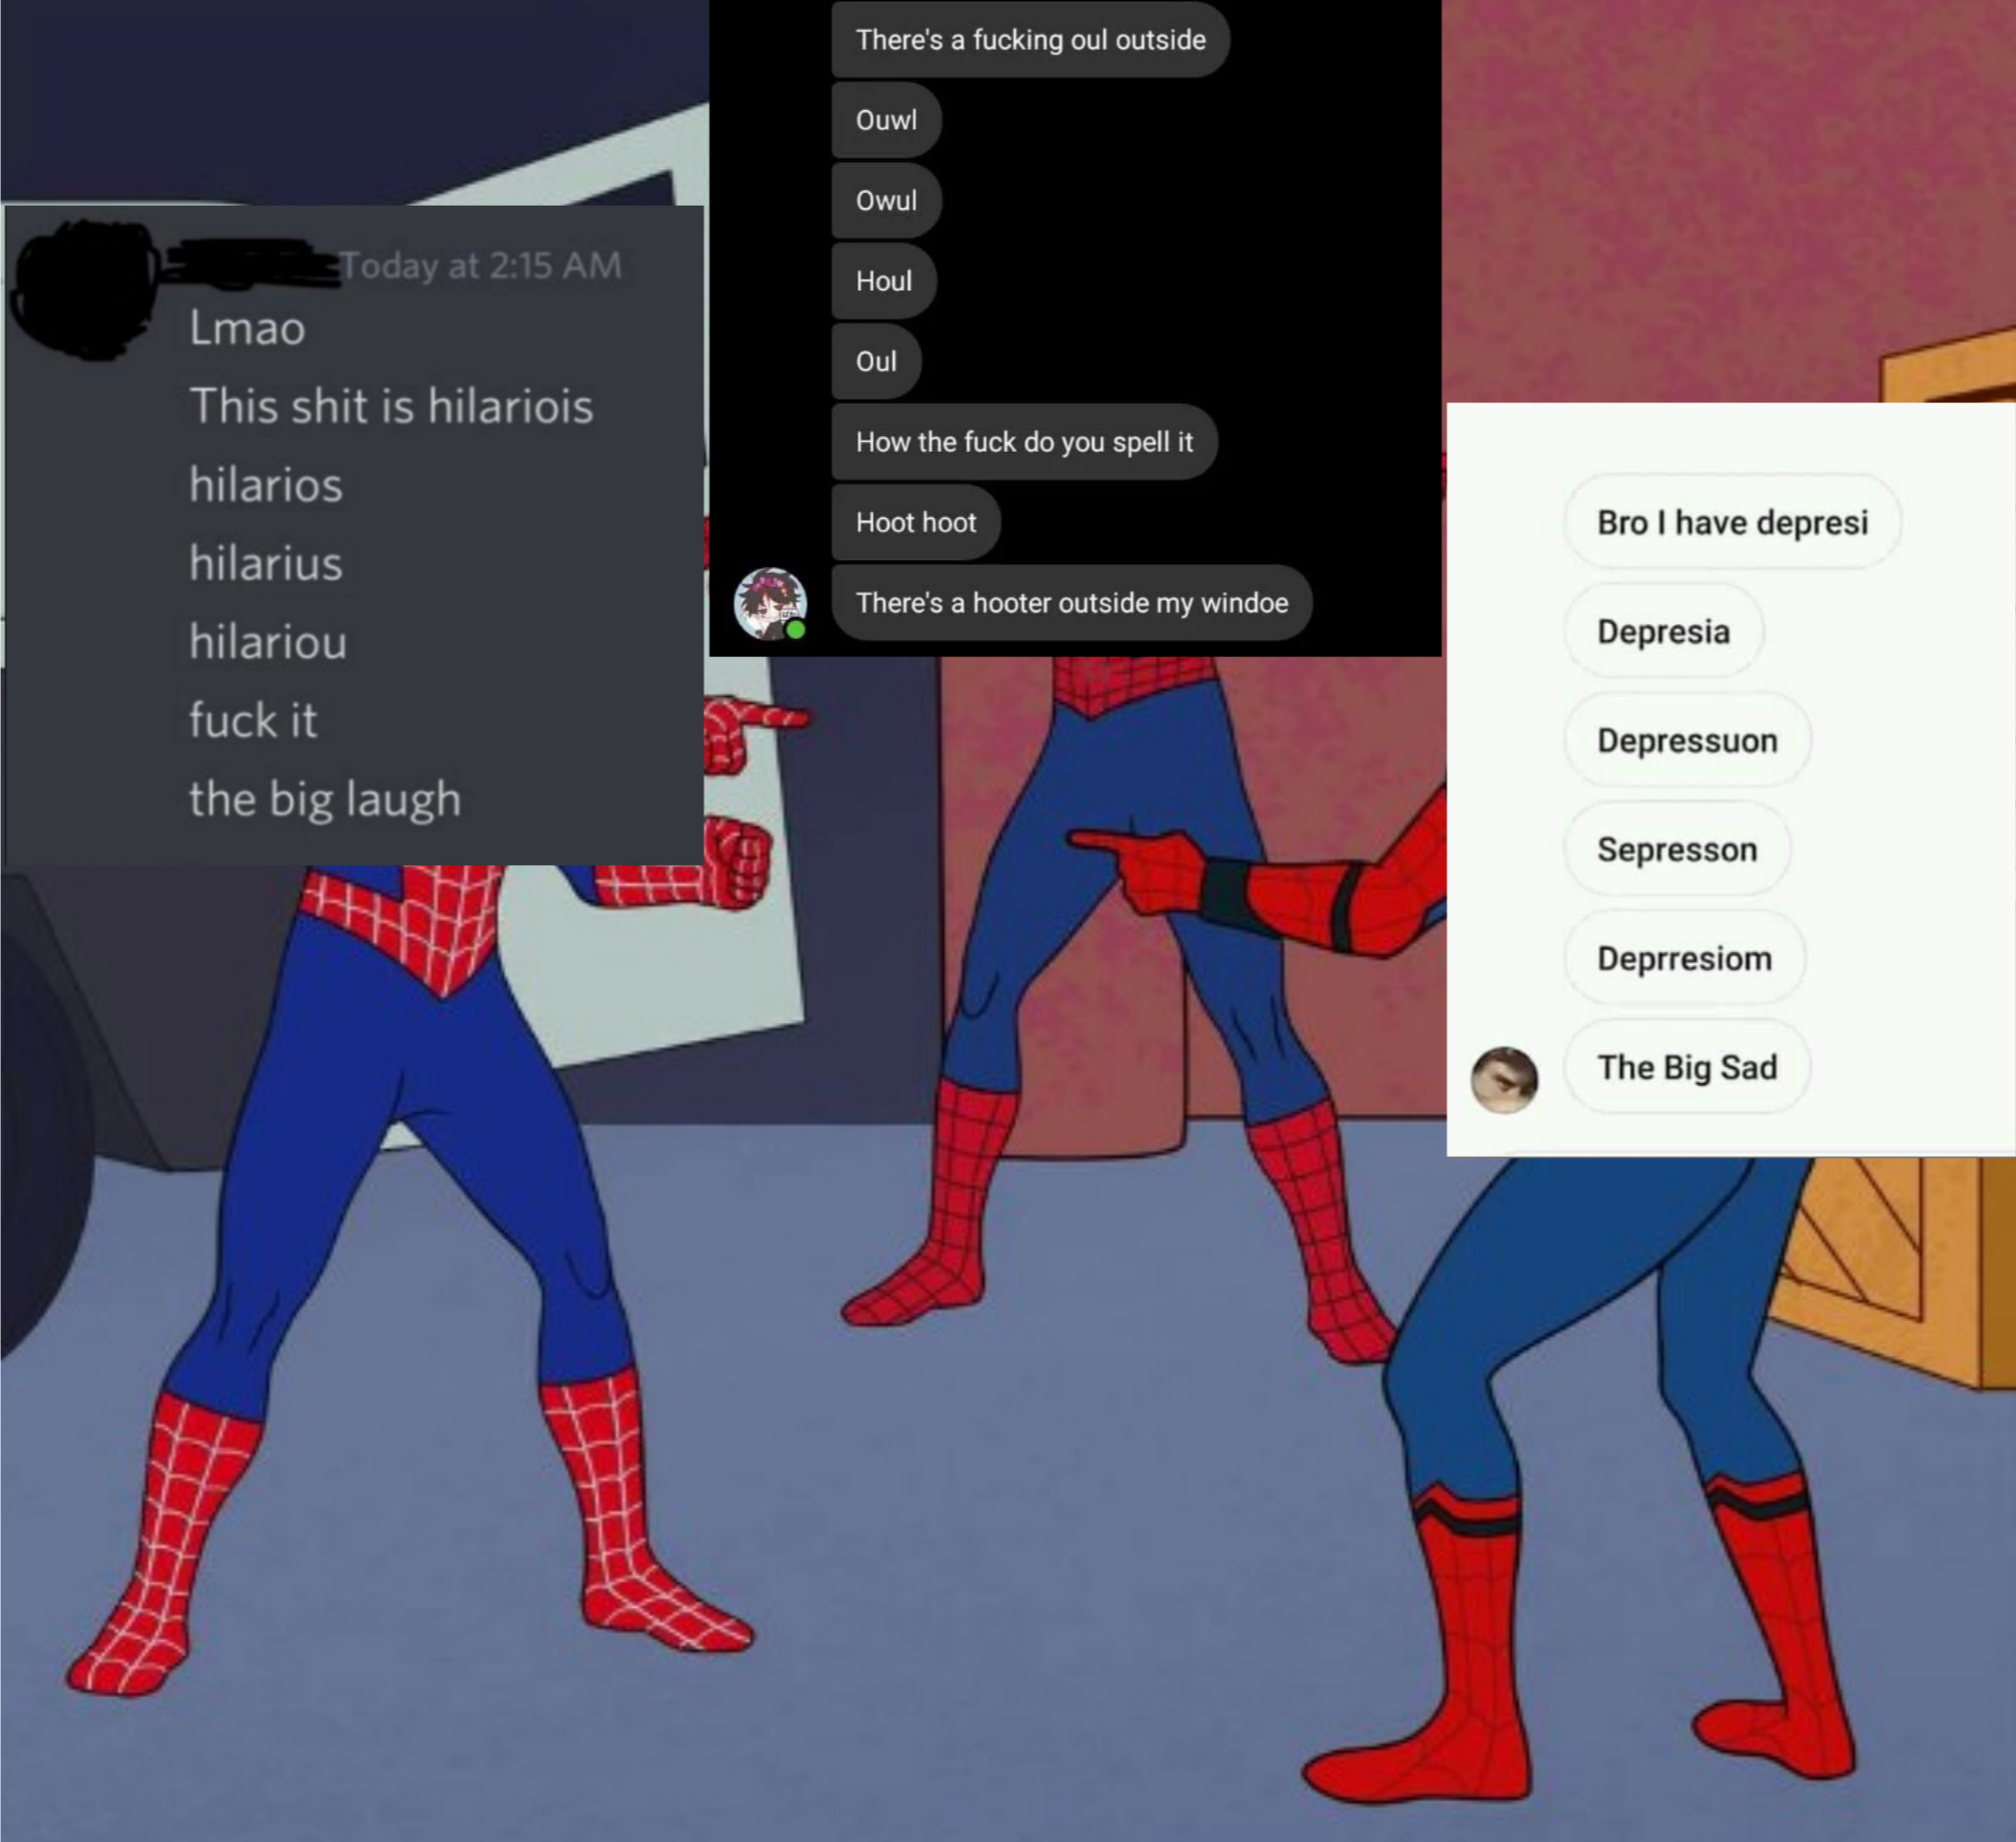 Today at 2:15 AM
Lmao
This shit is hilariois
hilarios
hilarius
hilariou
fuck it
the big laugh
There's a fucking oul outside
Ouwl
Owul
Houl
Oul
How the fuck do you spell it
Hoot hoot
There's a hooter outside my windoe
Bro I have depresi
Depresia
Depressuon
Sepresson
Deprresiom
The Big Sad